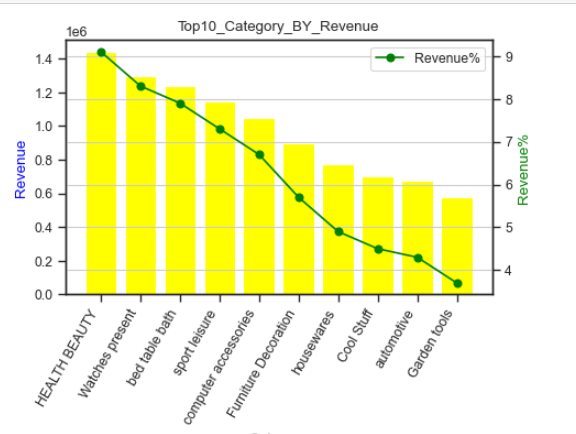 Top10_Category_BY_Revenue
1e6
Revenue%
1.4
1.2
1.0
0.8
0.6
0.4
0.2
0.0
Revenue
9
8
7
6
5
4
Revenue%
HEALTH BEAUTY
Watches present
bed table bath
sport leisure
computer accessories
Furniture Decoration
housewares
Cool Stuff
automotive
Garden tools